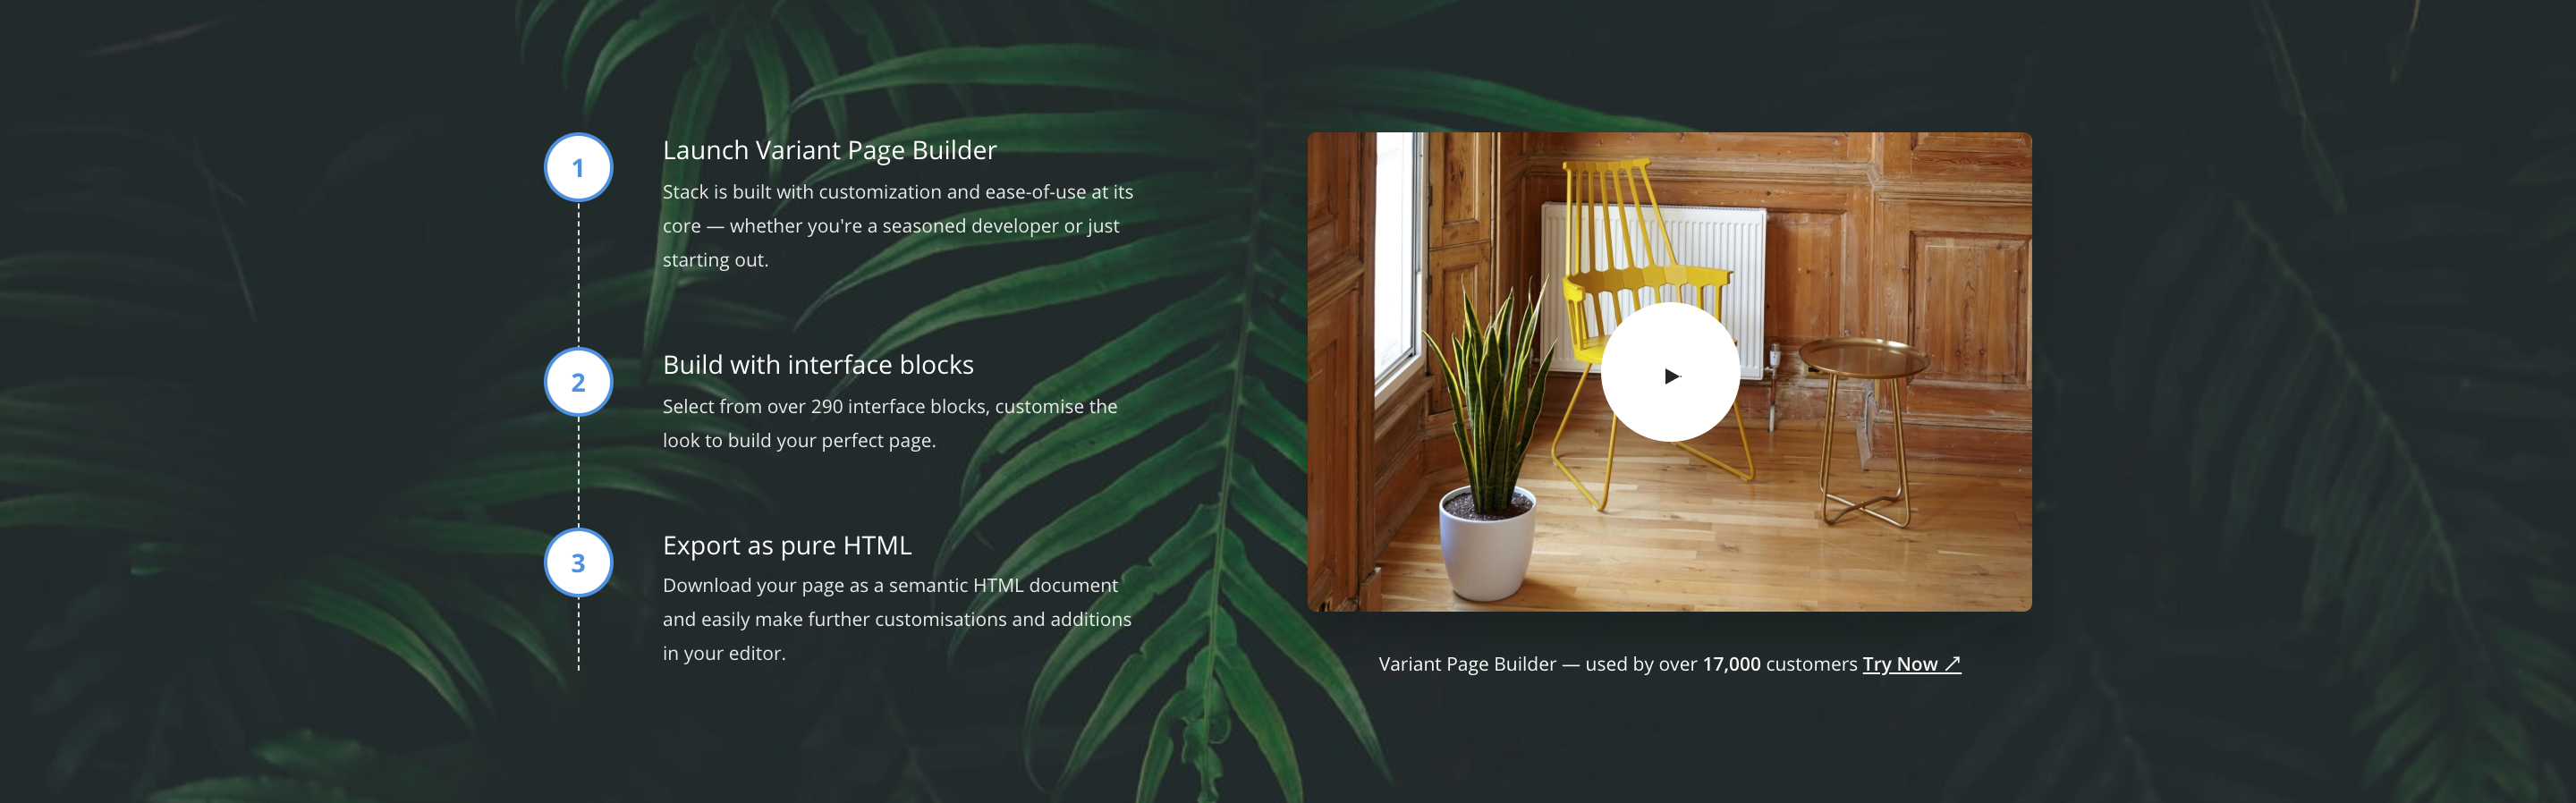 1
Launch Variant Page Builder
Stack is built with customization and ease-of-use at its
core — whether you're a seasoned developer or just
starting out.
2
Build with interface blocks
Select from over 290 interface blocks, customise the
look to build your perfect page.
3
Export as pure HTML
Download your page as a semantic HTML document
and easily make further customisations and additions
in your editor.
Variant Page Builder — used by over 17,000 customers Try Now ↗